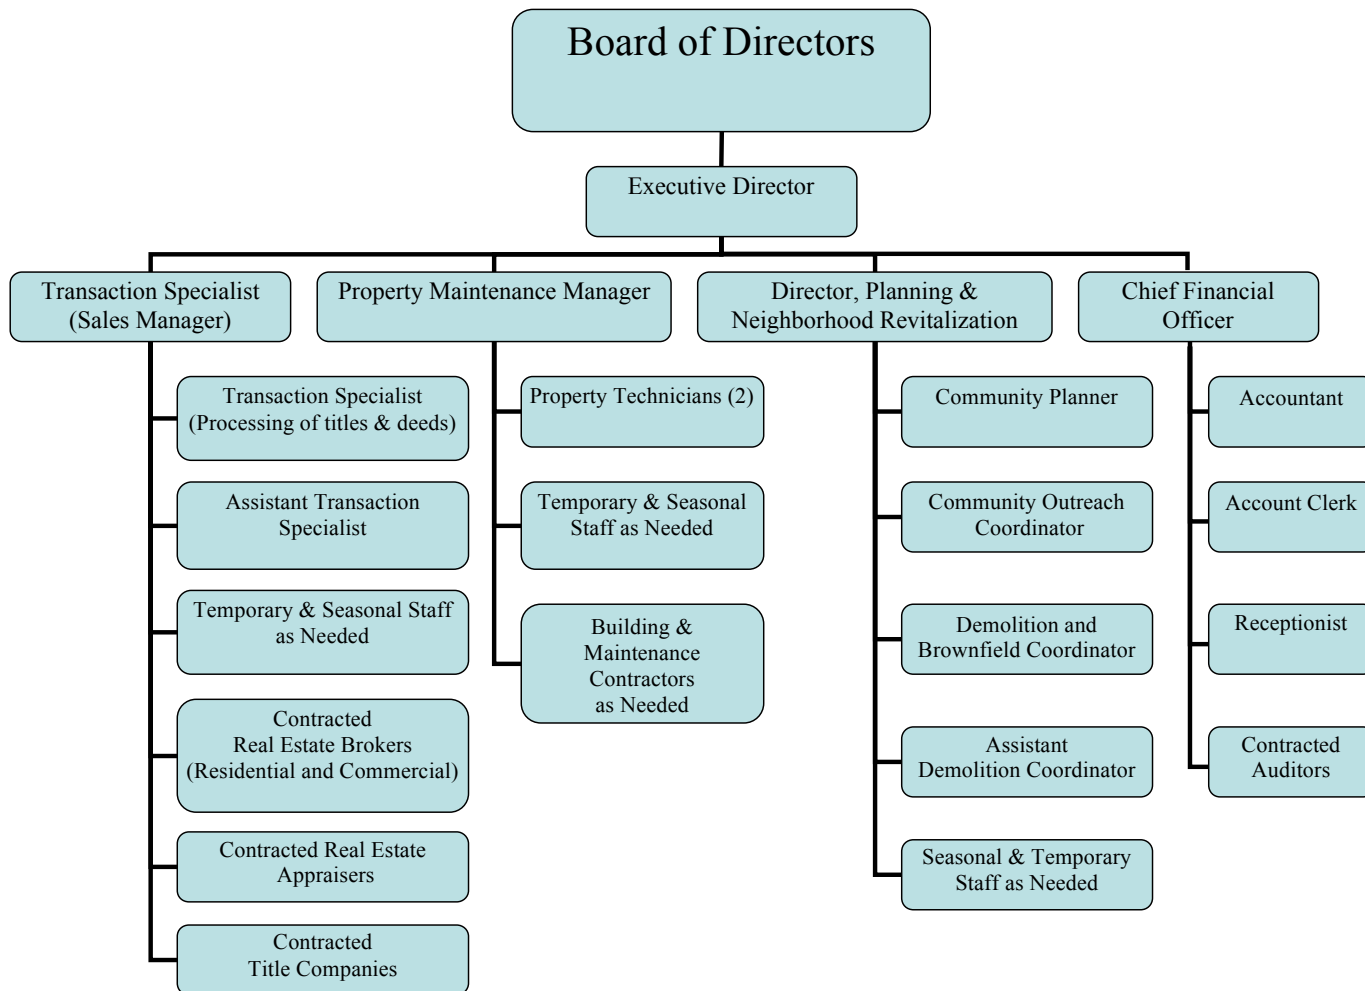 Board of Directors
Executive Director
Transaction Specialist
(Sales Manager)
Property Maintenance Manager
Director, Planning &
Neighborhood Revitalization
Chief Financial
Officer
Transaction Specialist
(Processing of titles & deeds)
Assistant Transaction
Specialist
Temporary & Seasonal Staff
as Needed
Contracted
Real Estate Brokers
(Residential and Commercial)
Contracted Real Estate
Appraisers
Contracted
Title Companies
Property Technicians (2)
Temporary & Seasonal
Staff as Needed
Building &
Maintenance
Contractors
as Needed
Community Planner
Community Outreach
Coordinator
Demolition and
Brownfield Coordinator
Assistant
Demolition Coordinator
Seasonal & Temporary
Staff as Needed
Accountant
Account Clerk
Receptionist
Contracted
Auditors